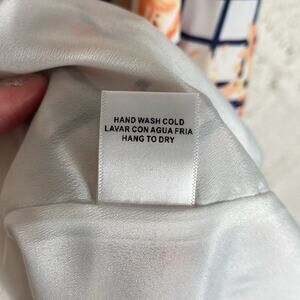 HAND WASH COLD
LAVAR CON AGUA FRIA
HANG TO DRY